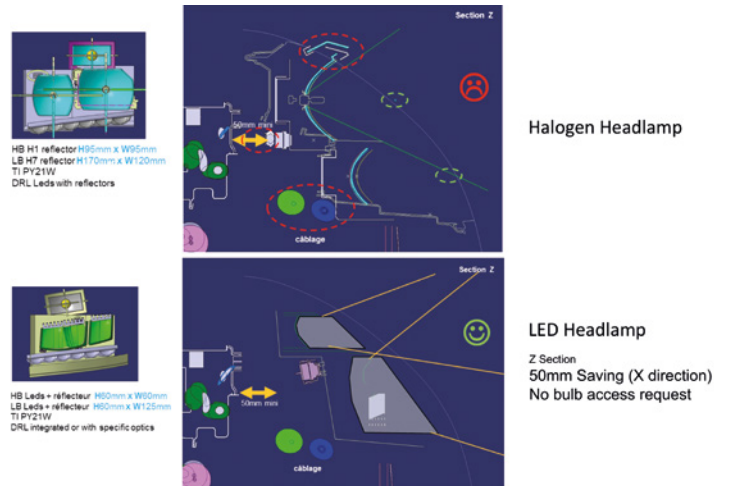 Section Z
50mm mini
câblage
HB H1 reflector H95mm x W95mm
LB H7 reflector H170mm x W120mm
TI PY21W
DRL Leds with reflectors
Halogen Headlamp
Section Z
50mm mini
câblage
HB Leds + réflecteur H60mm x W60mm
LB Leds + réflecteur H60mm x W125mm
TI PY21W
DRL integrated or with specific optics
LED Headlamp
Z Section
50mm Saving (X direction)
No bulb access request